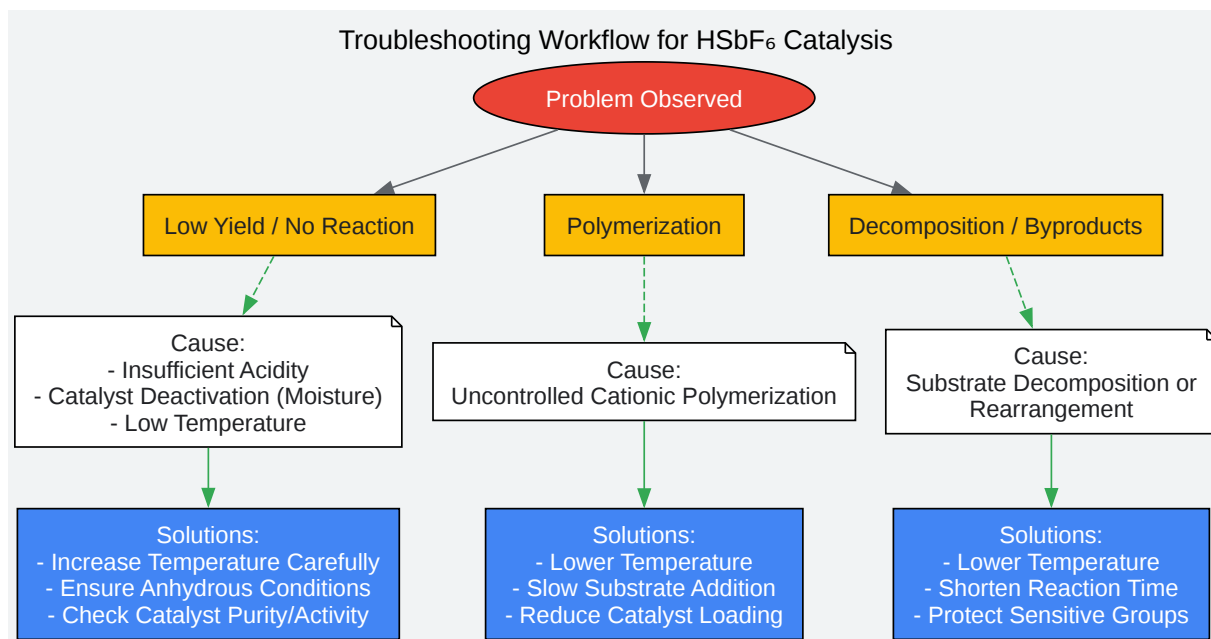 Troubleshooting Workflow for HSbF₆ Catalysis
Problem Observed
Low Yield / No Reaction
Polymerization
Decomposition / Byproducts
Cause:
- Insufficient Acidity
- Catalyst Deactivation (Moisture)
- Low Temperature
Cause:
Uncontrolled Cationic Polymerization
Cause:
Substrate Decomposition or
Rearrangement
Solutions:
- Increase Temperature Carefully
- Ensure Anhydrous Conditions
- Check Catalyst Purity/Activity
Solutions:
- Lower Temperature
- Slow Substrate Addition
- Reduce Catalyst Loading
Solutions:
- Lower Temperature
- Shorten Reaction Time
- Protect Sensitive Groups